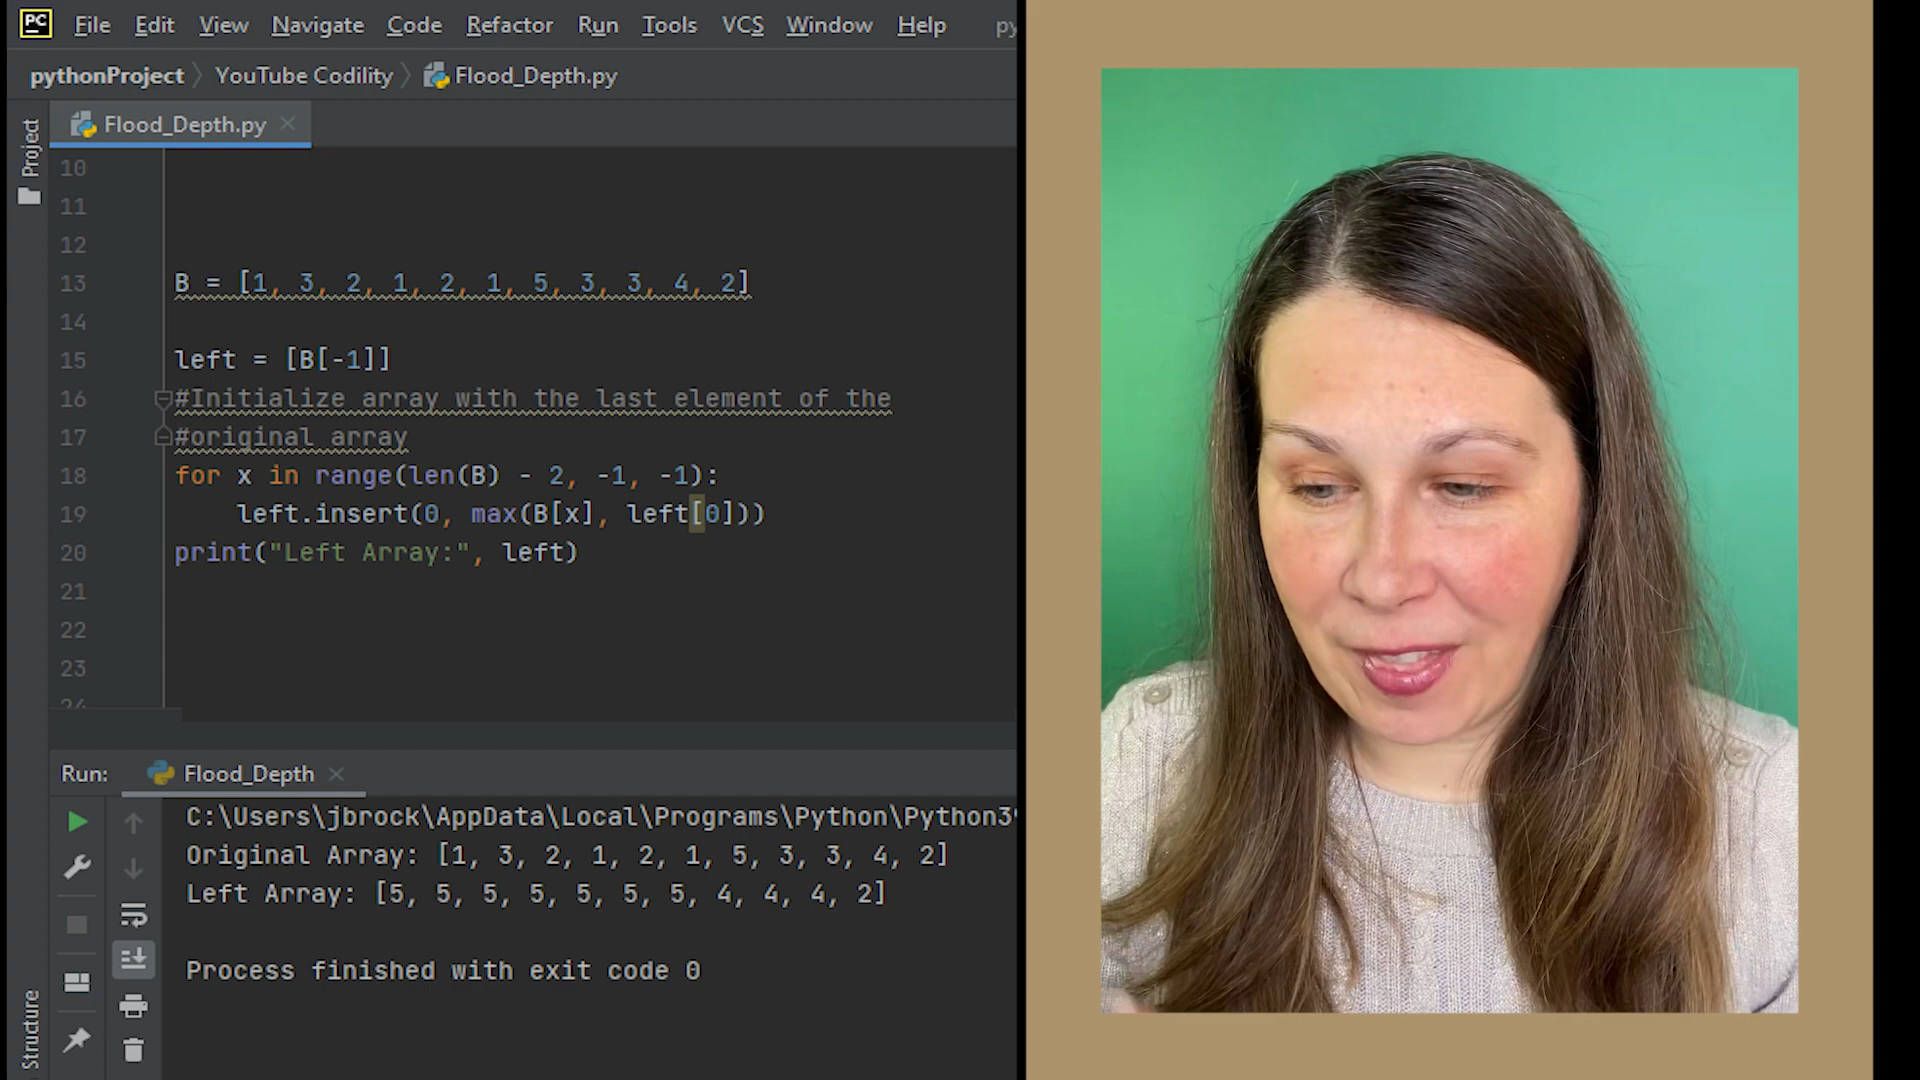 PC File Edit View Navigate Code Refactor Run Tools VCS Window Help py
pythonProject YouTube Codility Flood_Depth.py
Flood_Depth.py
Project
10
11
12
13 B = [1, 3, 2, 1, 2, 1, 5, 3, 3, 4, 2]
14
15 left = [B[-1]]
16 #Initialize array with the last element of the
17 #original array
18 for x in range(len(B) - 2, -1, -1):
19 left.insert(0, max(B[x], left[0]))
20 print("Left Array:", left)
21
22
23
24
Run: Flood_Depth
C:\Users\jbrock\AppData\Local\Programs\Python\Python39
Original Array: [1, 3, 2, 1, 2, 1, 5, 3, 3, 4, 2]
Left Array: [5, 5, 5, 5, 5, 5, 5, 4, 4, 4, 2]
Process finished with exit code 0
Structure